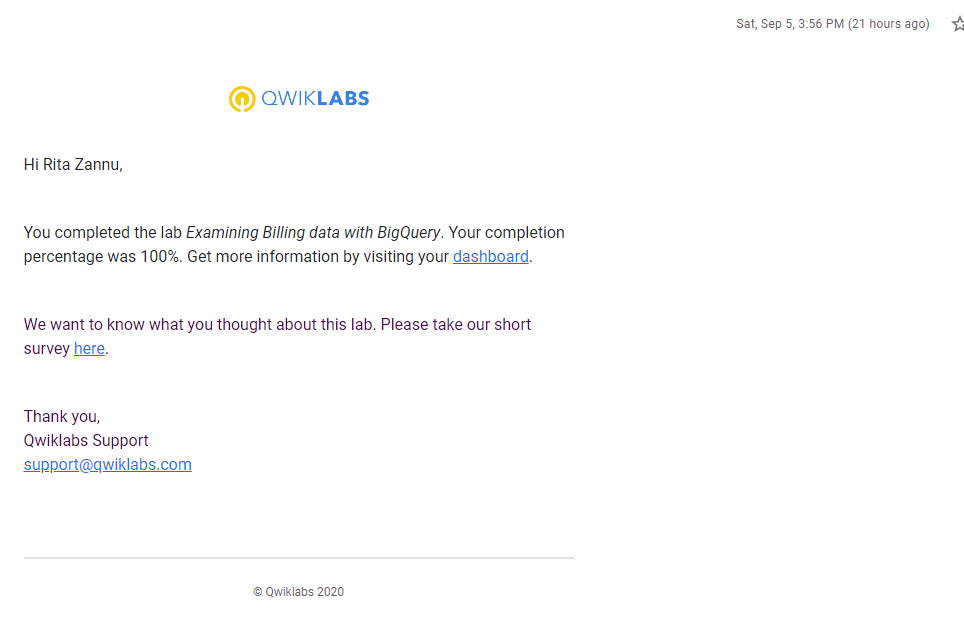 Sat, Sep 5, 3:56 PM (21 hours ago)
QWIKLABS
Hi Rita Zannu,
You completed the lab Examining Billing data with BigQuery. Your completion
percentage was 100%. Get more information by visiting your dashboard.
We want to know what you thought about this lab. Please take our short
survey here.
Thank you,
Qwiklabs Support
support@qwiklabs.com
© Qwiklabs 2020